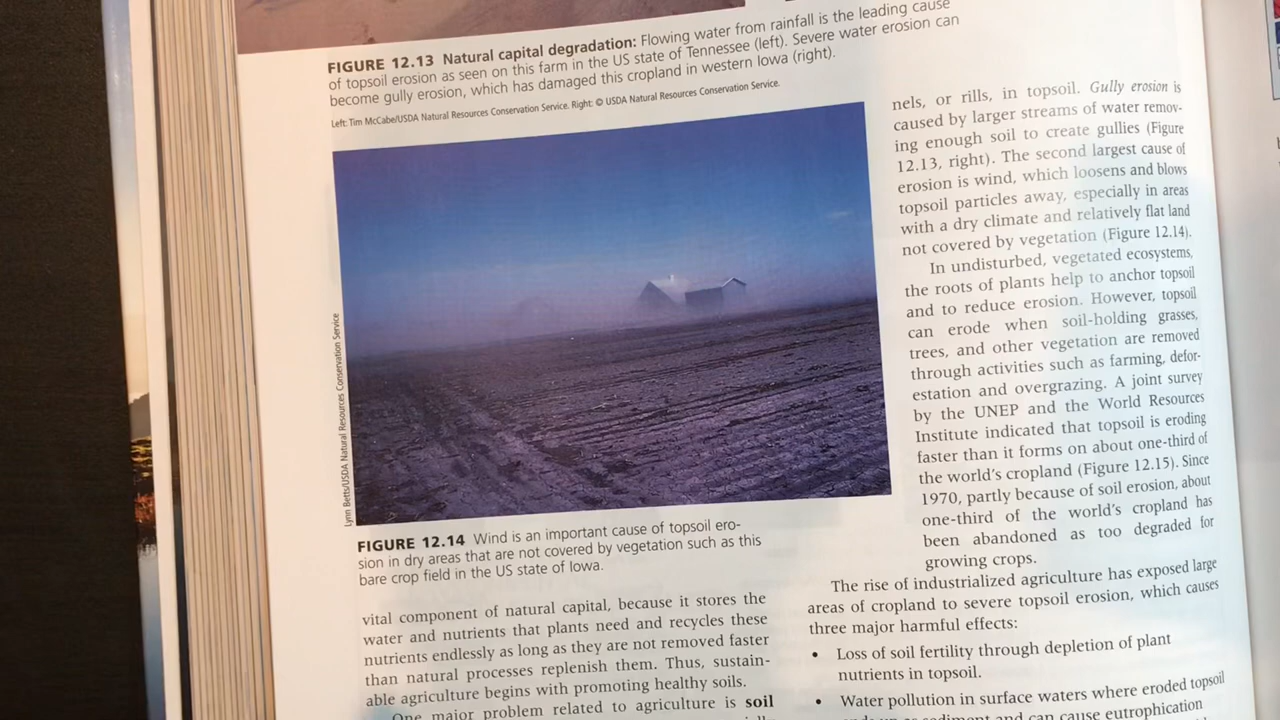 FIGURE 12.13 Natural capital degradation: Flowing water from rainfall is the leading cause
of topsoil erosion as seen on this farm in the US state of Tennessee (left). Severe water erosion can
become gully erosion, which has damaged this cropland in western Iowa (right).
Left: Tim McCabe/USDA Natural Resources Conservation Service. Right: © USDA Natural Resources Conservation Service.
Lynn Betts/USDA Natural Resources Conservation Service
FIGURE 12.14 Wind is an important cause of topsoil ero-
sion in dry areas that are not covered by vegetation such as this
bare crop field in the US state of Iowa.
vital component of natural capital, because it stores the
water and nutrients that plants need and recycles these
nutrients endlessly as long as they are not removed faster
than natural processes replenish them. Thus, sustain-
able agriculture begins with promoting healthy soils.
One major problem related to agriculture is soil
nels, or rills, in topsoil. Gully erosion is
caused by larger streams of water remov-
ing enough soil to create gullies (Figure
12.13, right). The second largest cause of
erosion is wind, which loosens and blows
topsoil particles away, especially in areas
with a dry climate and relatively flat land
not covered by vegetation (Figure 12.14).
In undisturbed, vegetated ecosystems,
the roots of plants help to anchor topsoil
and to reduce erosion. However, topsoil
can erode when soil-holding grasses,
trees, and other vegetation are removed
through activities such as farming, defor-
estation and overgrazing. A joint survey
by the UNEP and the World Resources
Institute indicated that topsoil is eroding
faster than it forms on about one-third of
the world's cropland (Figure 12.15). Since
1970, partly because of soil erosion, about
one-third of the world's cropland has
been abandoned as too degraded for
growing crops.
The rise of industrialized agriculture has exposed large
areas of cropland to severe topsoil erosion, which causes
three major harmful effects:
• Loss of soil fertility through depletion of plant
nutrients in topsoil.
• Water pollution in surface waters where eroded topsoil
as sediment and can cause eutrophication